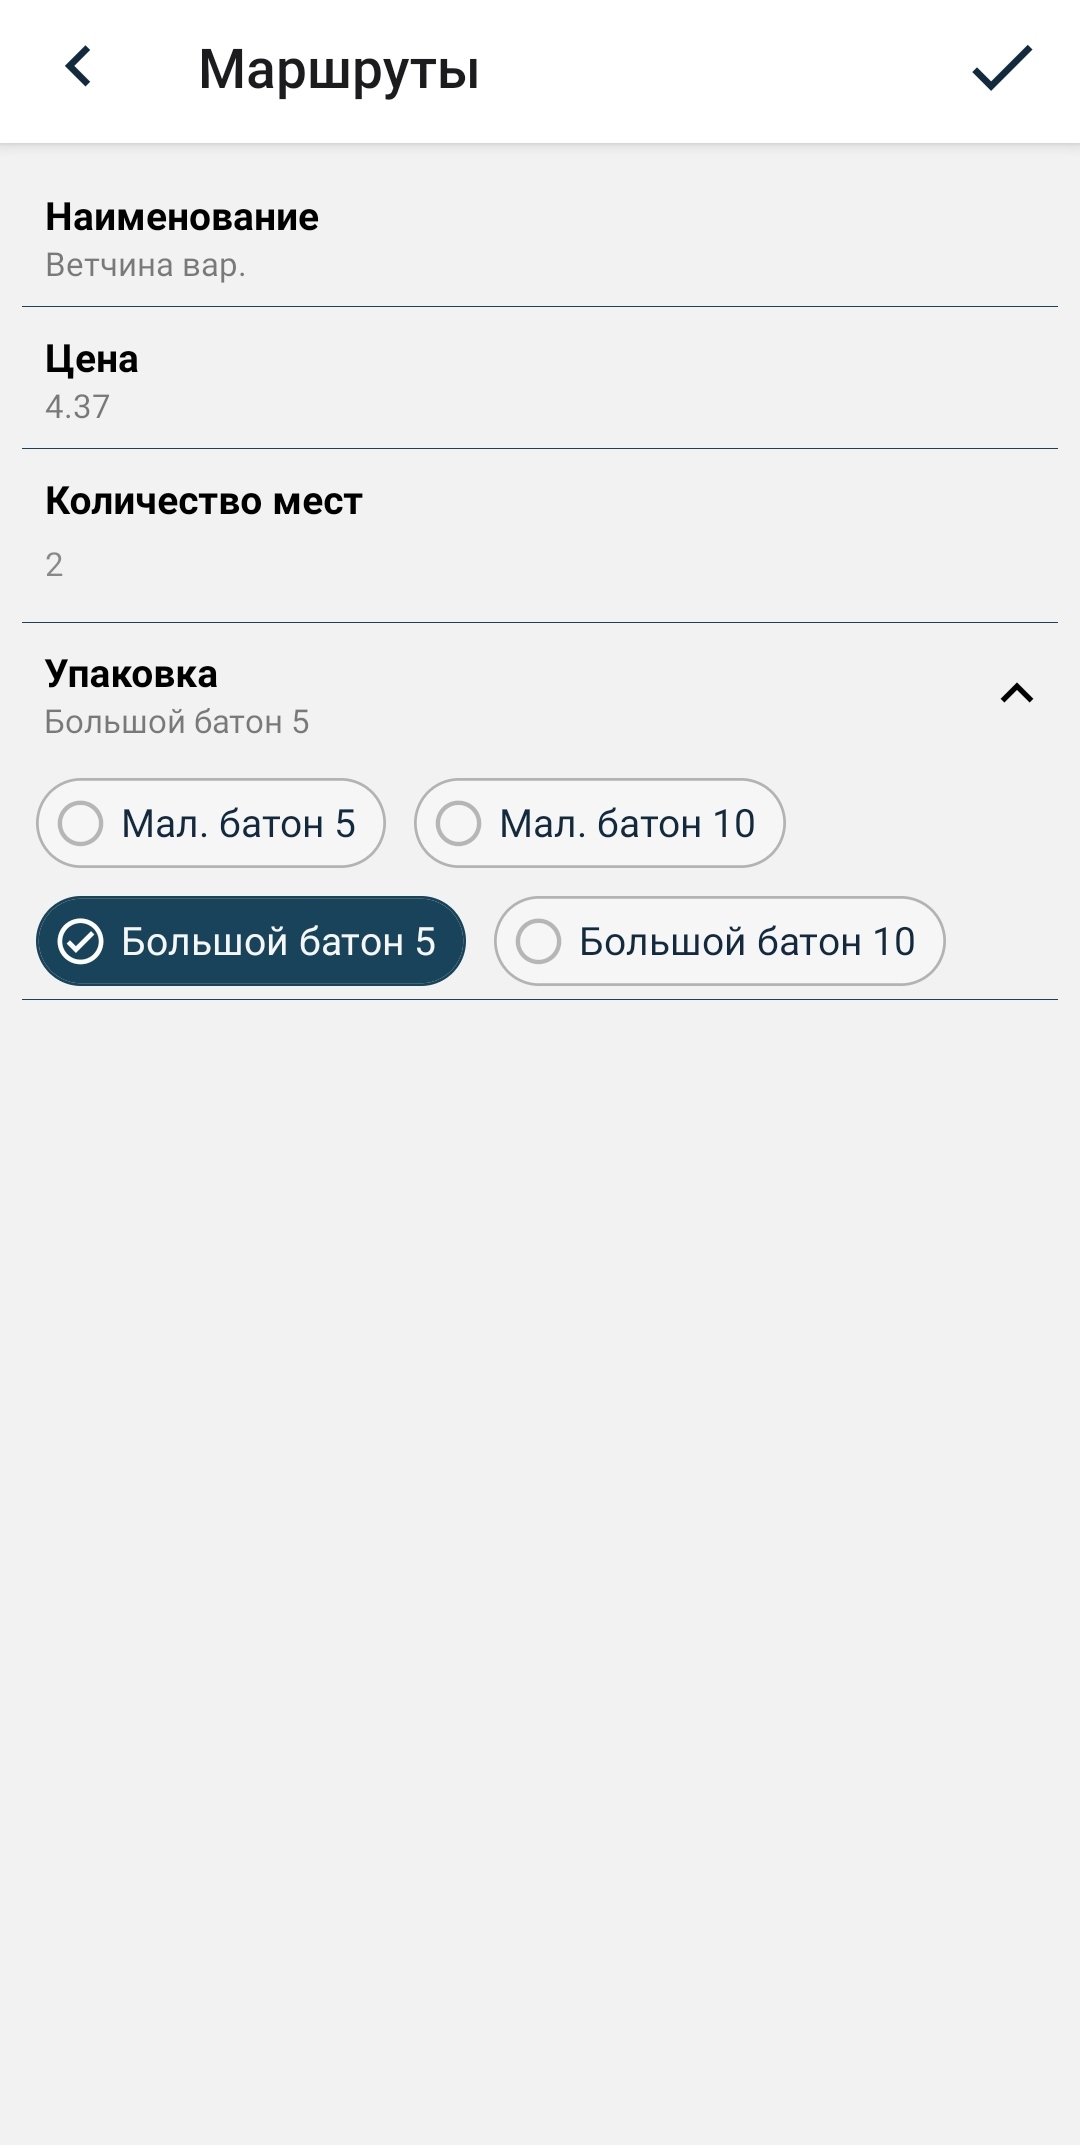 Маршруты
Наименование
Ветчина вар.
Цена
4.37
Количество мест
2
Упаковка
Большой батон 5
Мал. батон 5
Мал. батон 10
Большой батон 5
Большой батон 10